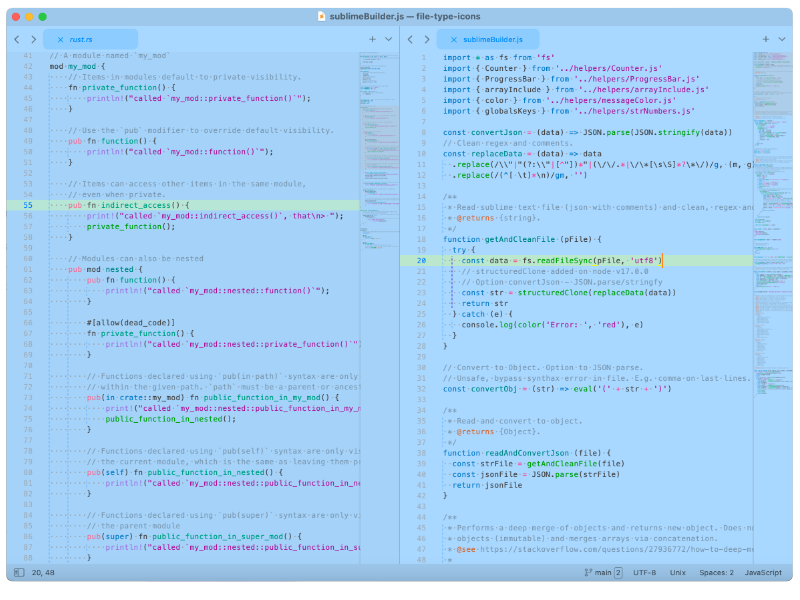 sublimeBuilder.js — file-type-icons
rust.rs
sublimeBuilder.js
41 // A module named `my_mod`
42 mod my_mod {
43 // Items in modules default to private visibility.
44 fn private_function() {
45 println!("called `my_mod::private_function()`");
46 }
47
48 // Use the `pub` modifier to override default visibility.
49 pub fn function() {
50 println!("called `my_mod::function()`");
51 }
52
53 // Items can access other items in the same module,
54 // even when private.
55 pub fn indirect_access() {
56 print!("called `my_mod::indirect_access()`, that\n> ");
57 private_function();
58 }
59
60 // Modules can also be nested
61 pub mod nested {
62 pub fn function() {
63 println!("called `my_mod::nested::function()`");
64 }
65
66 #[allow(dead_code)]
67 fn private_function() {
68 println!("called `my_mod::nested::private_function()`"
69 }
70
71 // Functions declared using `pub(in path)` syntax are only
72 // within the given path. `path` must be a parent or ances
73 pub(in crate::my_mod) fn public_function_in_my_mod() {
74 print!("called `my_mod::nested::public_function_in_my_m
75 public_function_in_nested();
76 }
77
78 // Functions declared using `pub(self)` syntax are only vi
79 // the current module, which is the same as leaving them p
80 pub(self) fn public_function_in_nested() {
81 println!("called `my_mod::nested::public_function_in_ne
82 }
83
84 // Functions declared using `pub(super)` syntax are only vi
85 // the parent module
86 pub(super) fn public_function_in_super_mod() {
87 println!("called `my_mod::nested::public_function_in_su
88 }
1 import * as fs from 'fs'
2 import { Counter } from '../helpers/Counter.js'
3 import { ProgressBar } from '../helpers/ProgressBar.js'
4 import { arrayInclude } from '../helpers/arrayInclude.js'
5 import { color } from '../helpers/messageColor.js'
6 import { globalsKeys } from '../helpers/strNumbers.js'
7
8 const convertJson = (data) => JSON.parse(JSON.stringify(data))
9 // Clean regex and comments.
10 const replaceData = (data) => data
11 .replace(/\\"|"(?:\\"|[^"])*"|(\/\/.*|\/\*[\s\S]*?\*\/)/g, (m, g
12 .replace(/(^[ \t]*\n)/gm, '')
13
14 /**
15 * Read sublime text file (json with comments) and clean, regex an
16 * @returns {string}.
17 */
18 function getAndCleanFile (pFile) {
19 try {
20 const data = fs.readFileSync(pFile, 'utf8')
21 // structuredClone added on node v17.0.0
22 // Option convertJson -- JSON.parse/stringfy
23 const str = structuredClone(replaceData(data))
24 return str
25 } catch (e) {
26 console.log(color('Error: ', 'red'), e)
27 }
28 }
29
30 // Convert to Object. Option to JSON parse.
31 // Unsafe, bypass synthax error in file. E.g. comma on last lines.
32 const convertObj = (str) => eval('(' + str + ')')
33
34 /**
35 * Read and convert to object.
36 * @returns {Object}.
37 */
38 function readAndConvertJson (file) {
39 const strFile = getAndCleanFile(file)
40 const jsonFile = JSON.parse(strFile)
41 return jsonFile
42 }
43
44 /**
45 * Performs a deep merge of objects and returns new object. Does n
46 * objects (immutable) and merges arrays via concatenation.
47 * @see https://stackoverflow.com/questions/27936772/how-to-deep-m
48 *
20, 48
main 2 UTF-8 Unix Spaces: 2 JavaScript